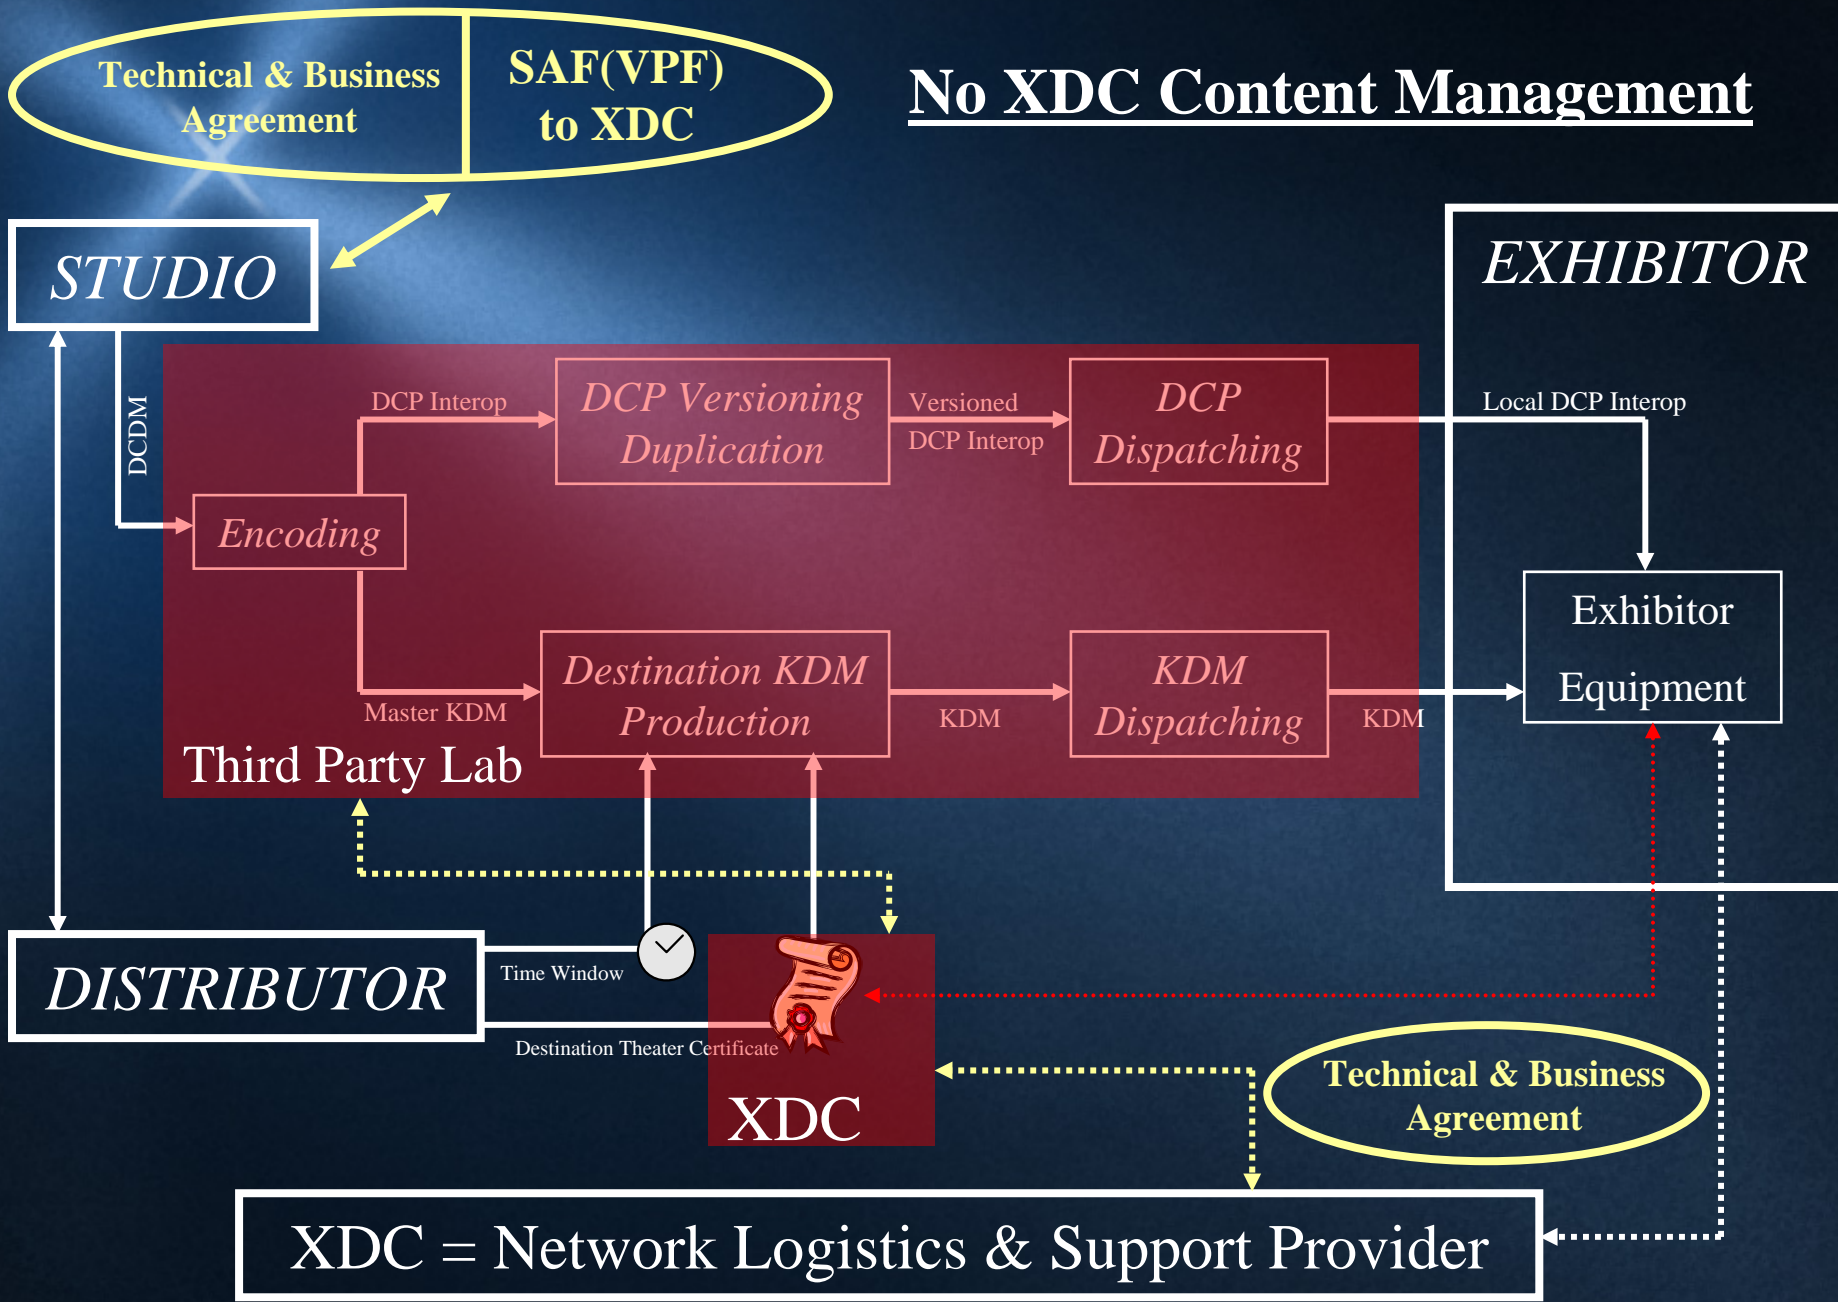 Technical & Business
Agreement
SAF(VPF)
to XDC
No XDC Content Management
STUDIO
EXHIBITOR
DCDM
DCP Interop
DCP Versioning
Duplication
Versioned
DCP Interop
DCP
Dispatching
Local DCP Interop
Encoding
Exhibitor
Equipment
Master KDM
Destination KDM
Production
KDM
KDM
Dispatching
KDM
Third Party Lab
DISTRIBUTOR
Time Window
Destination Theater Certificate
XDC
Technical & Business
Agreement
XDC = Network Logistics & Support Provider